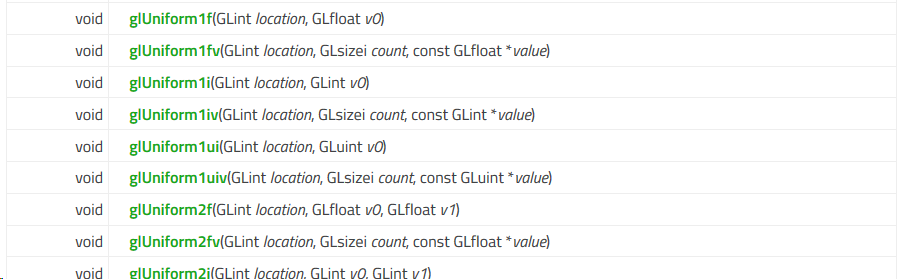 void glUniform1f(GLint location, GLfloat v0)
void glUniform1fv(GLint location, GLsizei count, const GLfloat *value)
void glUniform1i(GLint location, GLint v0)
void glUniform1iv(GLint location, GLsizei count, const GLint *value)
void glUniform1ui(GLint location, GLuint v0)
void glUniform1uiv(GLint location, GLsizei count, const GLuint *value)
void glUniform2f(GLint location, GLfloat v0, GLfloat v1)
void glUniform2fv(GLint location, GLsizei count, const GLfloat *value)
void glUniform2i(GLint location, GLint v0, GLint v1)